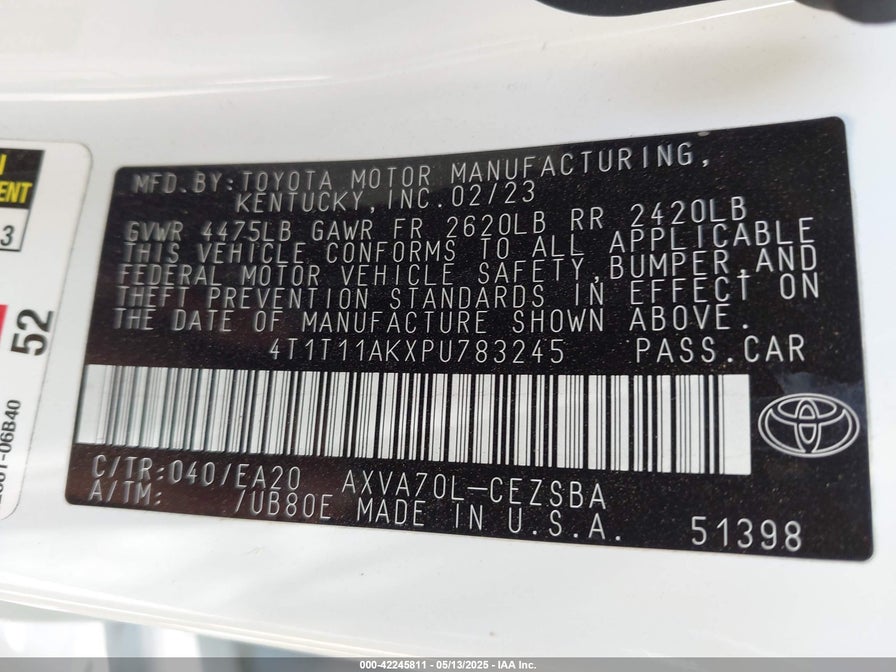 MFD.BY:TOYOTA MOTOR MANUFACTURING,
KENTUCKY,INC.02/23
GVWR 4475LB GAWR FR 2620LB RR 2420LB
THIS VEHICLE CONFORMS TO ALL APPLICABLE
FEDERAL MOTOR VEHICLE SAFETY,BUMPER,AND
THEFT PREVENTION STANDARDS IN EFFECT ON
THE DATE OF MANUFACTURE SHOWN ABOVE.
4T1T11AKXPU783245 PASS.CAR
C/TR:040/EA20 AXVA70L-CEZSBA
A/TM: /UB80E MADE IN U.S.A. 51398
3
52
06B40
000-42245811 - 05/13/2025 - IAA Inc.